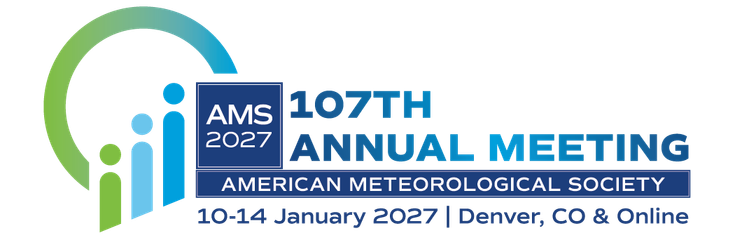 AMS
2027
107TH
ANNUAL MEETING
AMERICAN METEOROLOGICAL SOCIETY
10-14 January 2027 | Denver, CO & Online